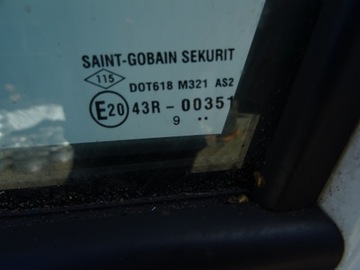 SAINT-GOBAIN SEKURIT
115
DOT618 M321 AS2
E20 43R-00351
9 ..